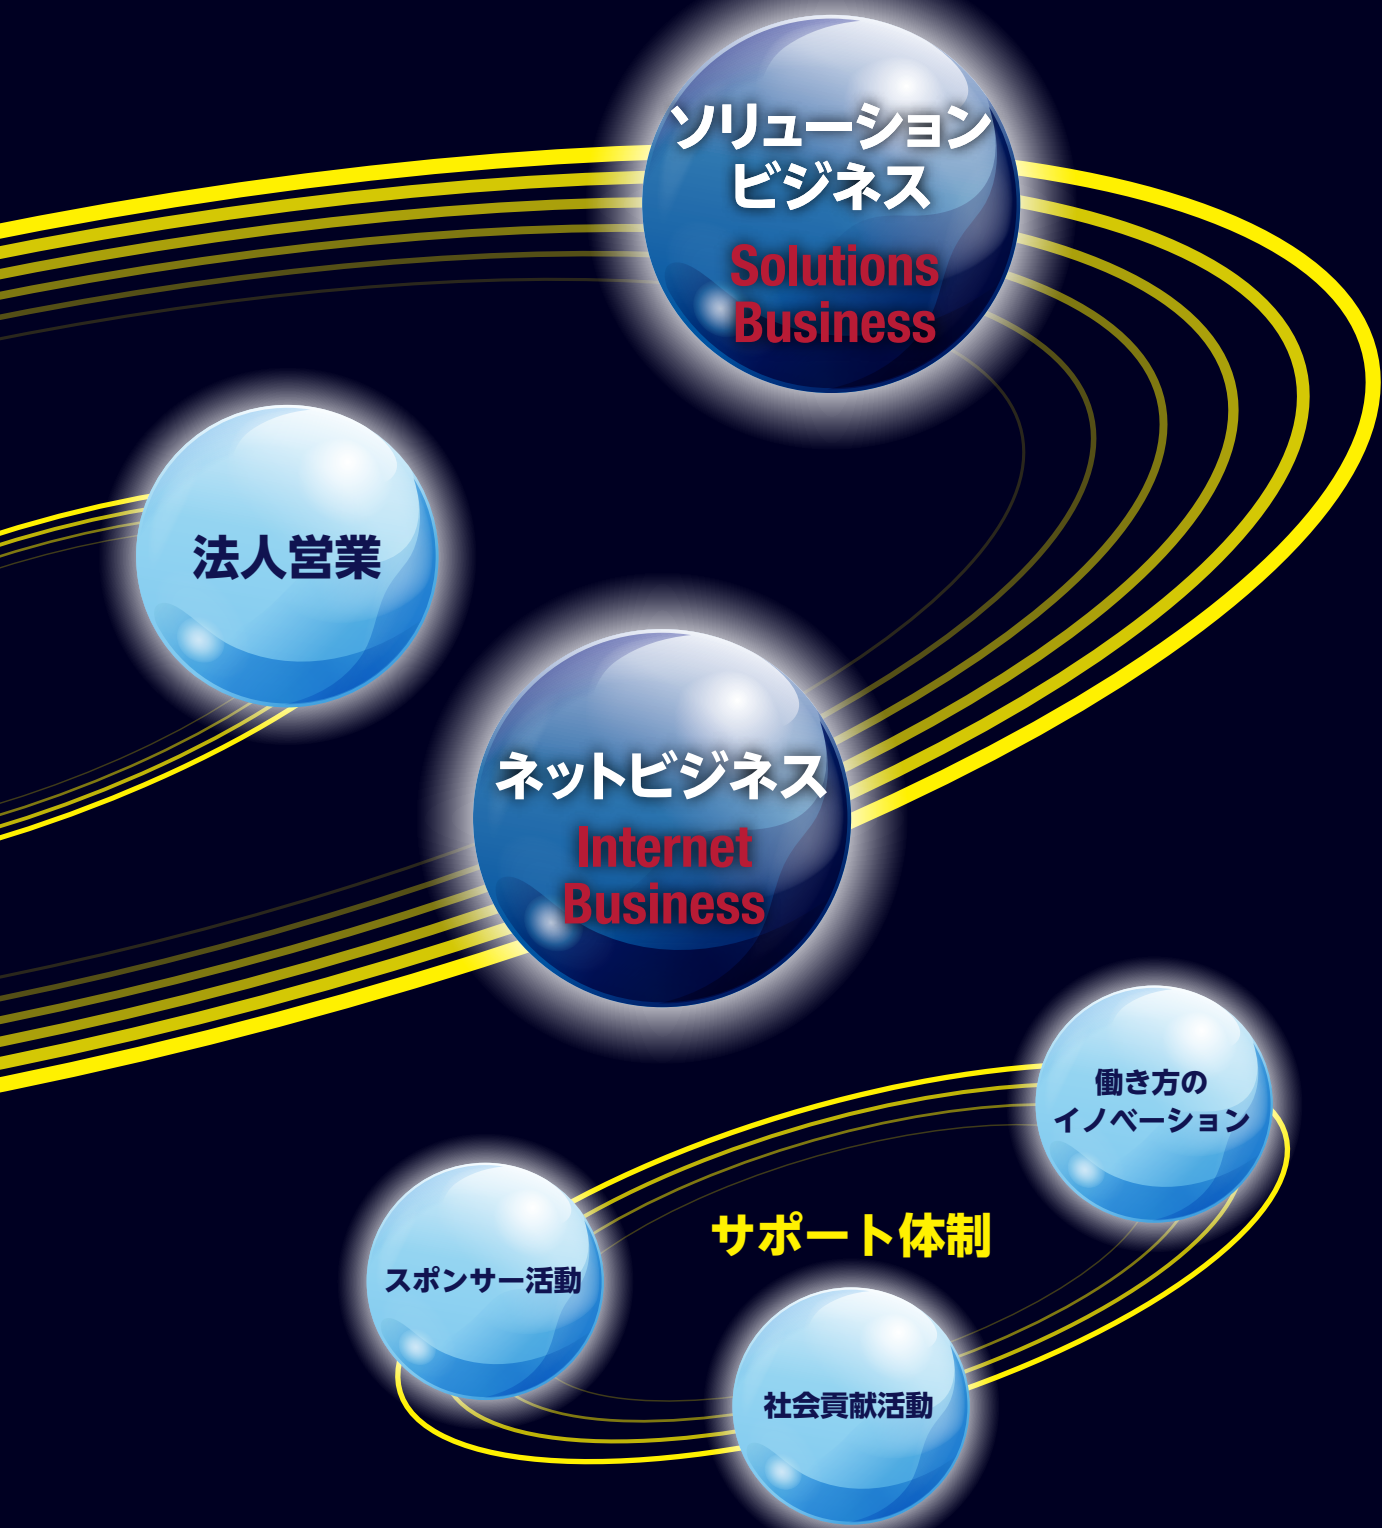 ソリューション
ビジネス
Solutions
Business
法人営業
ネットビジネス
Internet
Business
働き方の
イノベーション
サポート体制
スポンサー活動
社会貢献活動